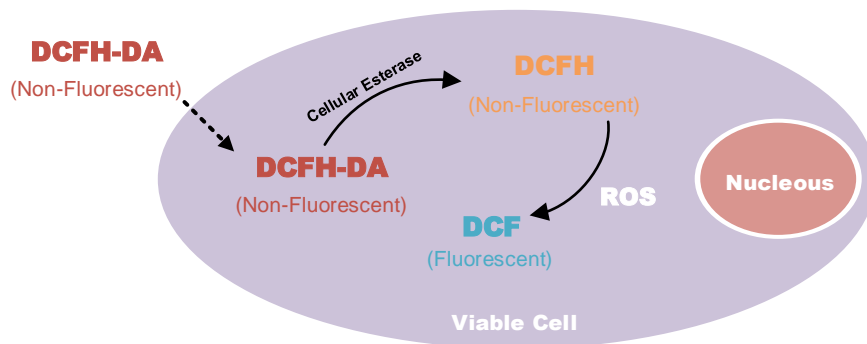 DCFH-DA
(Non-Fluorescent)
Cellular Esterase
DCFH
(Non-Fluorescent)
DCFH-DA
(Non-Fluorescent)
ROS
Nucleous
DCF
(Fluorescent)
Viable Cell